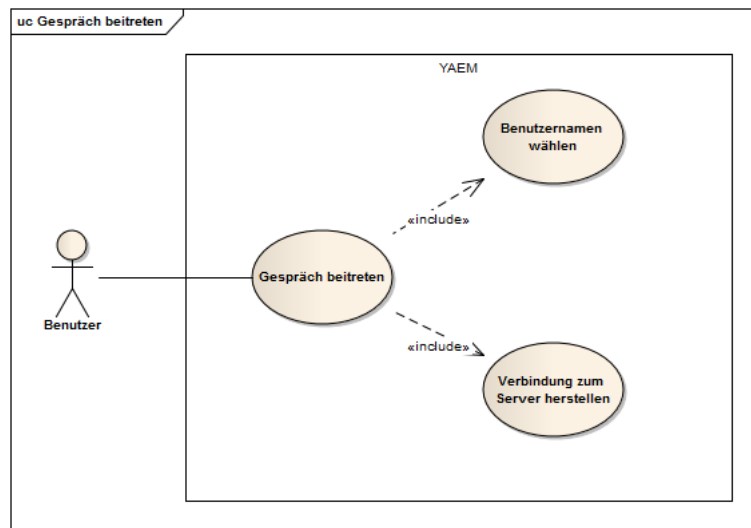 uc Gespräch beitreten
YAEM
Benutzernamen
wählen
«include»
Gespräch beitreten
Benutzer
«include»
Verbindung zum
Server herstellen